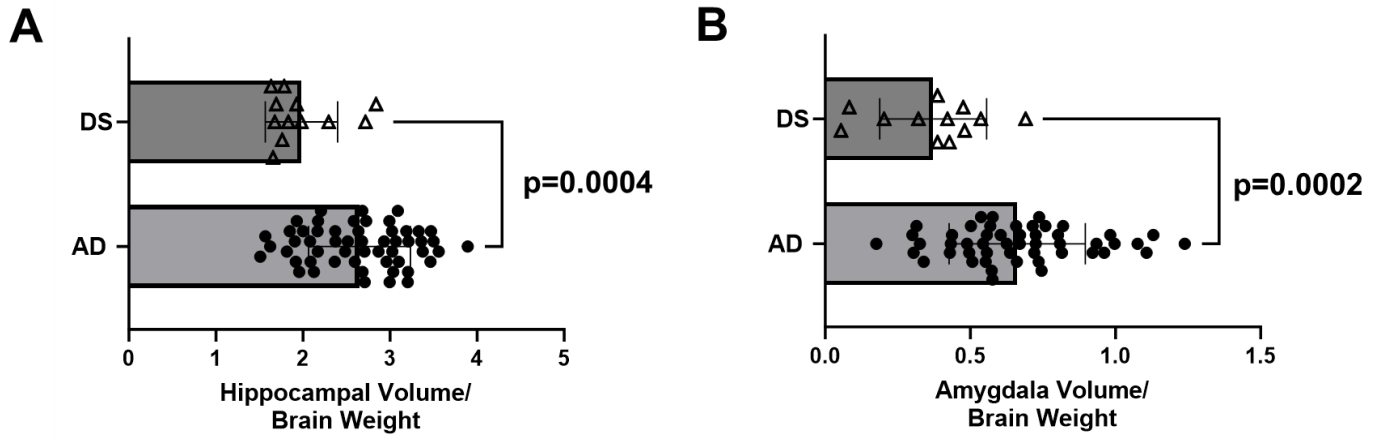 A
DS
AD
p=0.0004
0 1 2 3 4 5
Hippocampal Volume/
Brain Weight
B
DS
AD
p=0.0002
0.0 0.5 1.0 1.5
Amygdala Volume/
Brain Weight